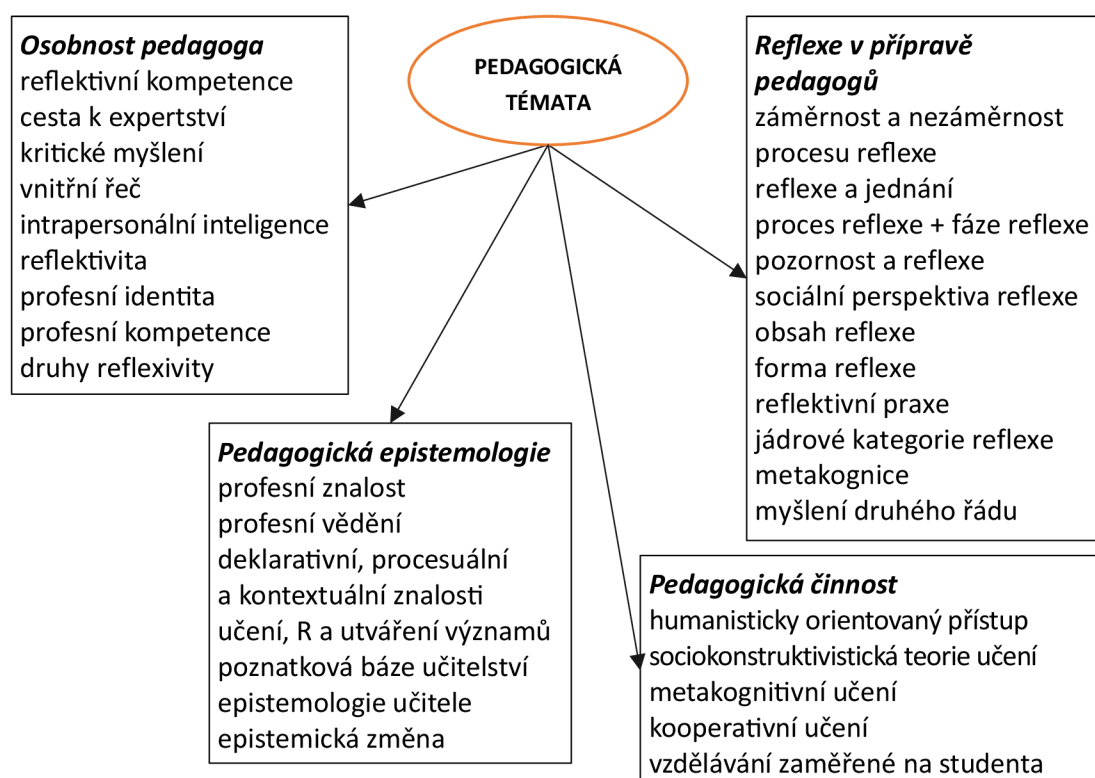 PEDAGOGICKÁ
TÉMATA
Osobnost pedagoga
reflektivní kompetence
cesta k expertství
kritické myšlení
vnitřní řeč
intrapersonální inteligence
reflektivita
profesní identita
profesní kompetence
druhy reflexivity
Reflexe v přípravě
pedagogů
záměrnost a nezáměrnost
procesu reflexe
reflexe a jednání
proces reflexe + fáze reflexe
pozornost a reflexe
sociální perspektiva reflexe
obsah reflexe
forma reflexe
reflektivní praxe
jádrové kategorie reflexe
metakognice
myšlení druhého řádu
Pedagogická epistemologie
profesní znalost
profesní vědění
deklarativní, procesuální
a kontextuální znalosti
učení, R a utváření významů
poznatková báze učitelství
epistemologie učitele
epistemická změna
Pedagogická činnost
humanisticky orientovaný přístup
sociokonstruktivistická teorie učení
metakognitivní učení
kooperativní učení
vzdělávání zaměřené na studenta